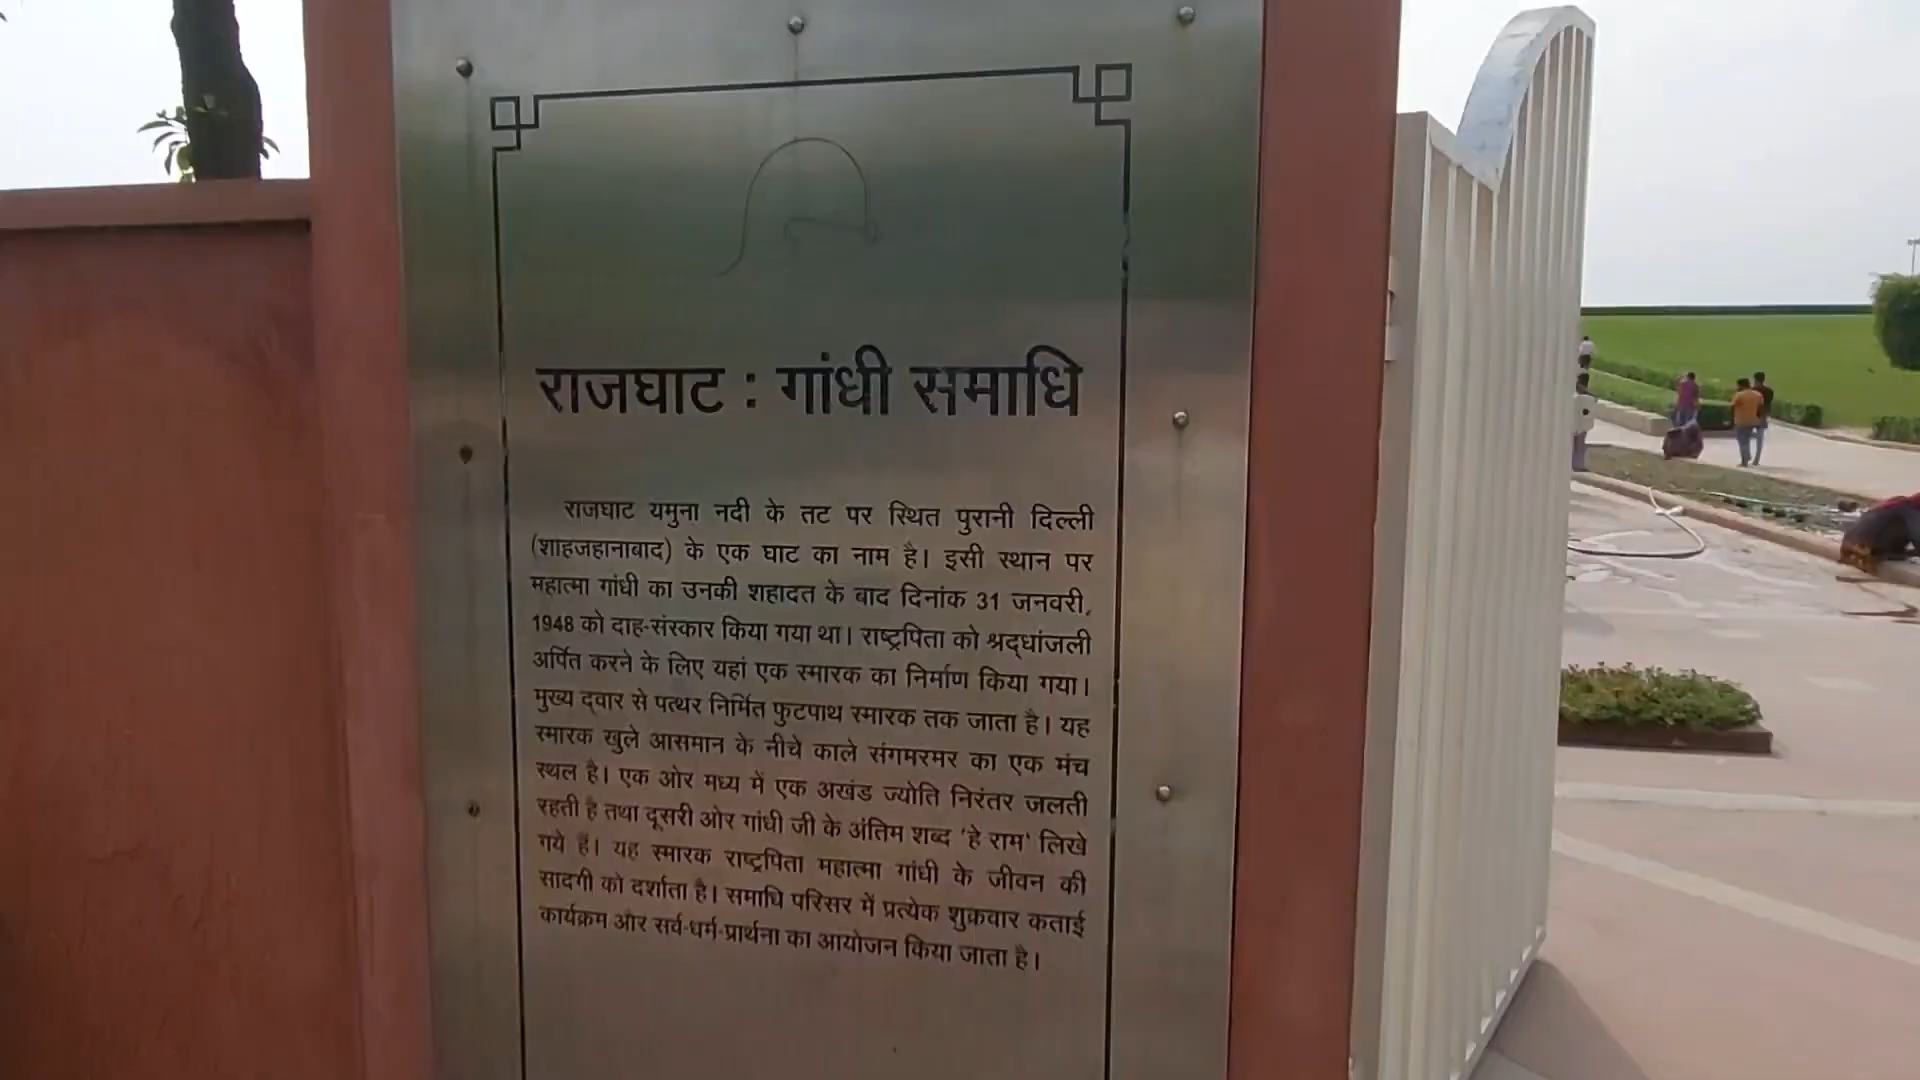 राजघाट : गांधी समाधि
राजघाट यमुना नदी के तट पर स्थित पुरानी दिल्ली
(शाहजहानाबाद) के एक घाट का नाम है। इसी स्थान पर
महात्मा गांधी का उनकी शहादत के बाद दिनांक 31 जनवरी,
1948 को दाह-संस्कार किया गया था। राष्ट्रपिता को श्रद्धांजली
अर्पित करने के लिए यहां एक स्मारक का निर्माण किया गया।
मुख्य द्वार से पत्थर निर्मित फुटपाथ स्मारक तक जाता है। यह
स्मारक खुले आसमान के नीचे काले संगमरमर का एक मंच
स्थल है। एक ओर मध्य में एक अखंड ज्योति निरंतर जलती
रहती है तथा दूसरी ओर गांधी जी के अंतिम शब्द 'हे राम' लिखे
गये हैं। यह स्मारक राष्ट्रपिता महात्मा गांधी के जीवन की
सादगी को दर्शाता है। समाधि परिसर में प्रत्येक शुक्रवार कताई
कार्यक्रम और सर्व-धर्म-प्रार्थना का आयोजन किया जाता है।